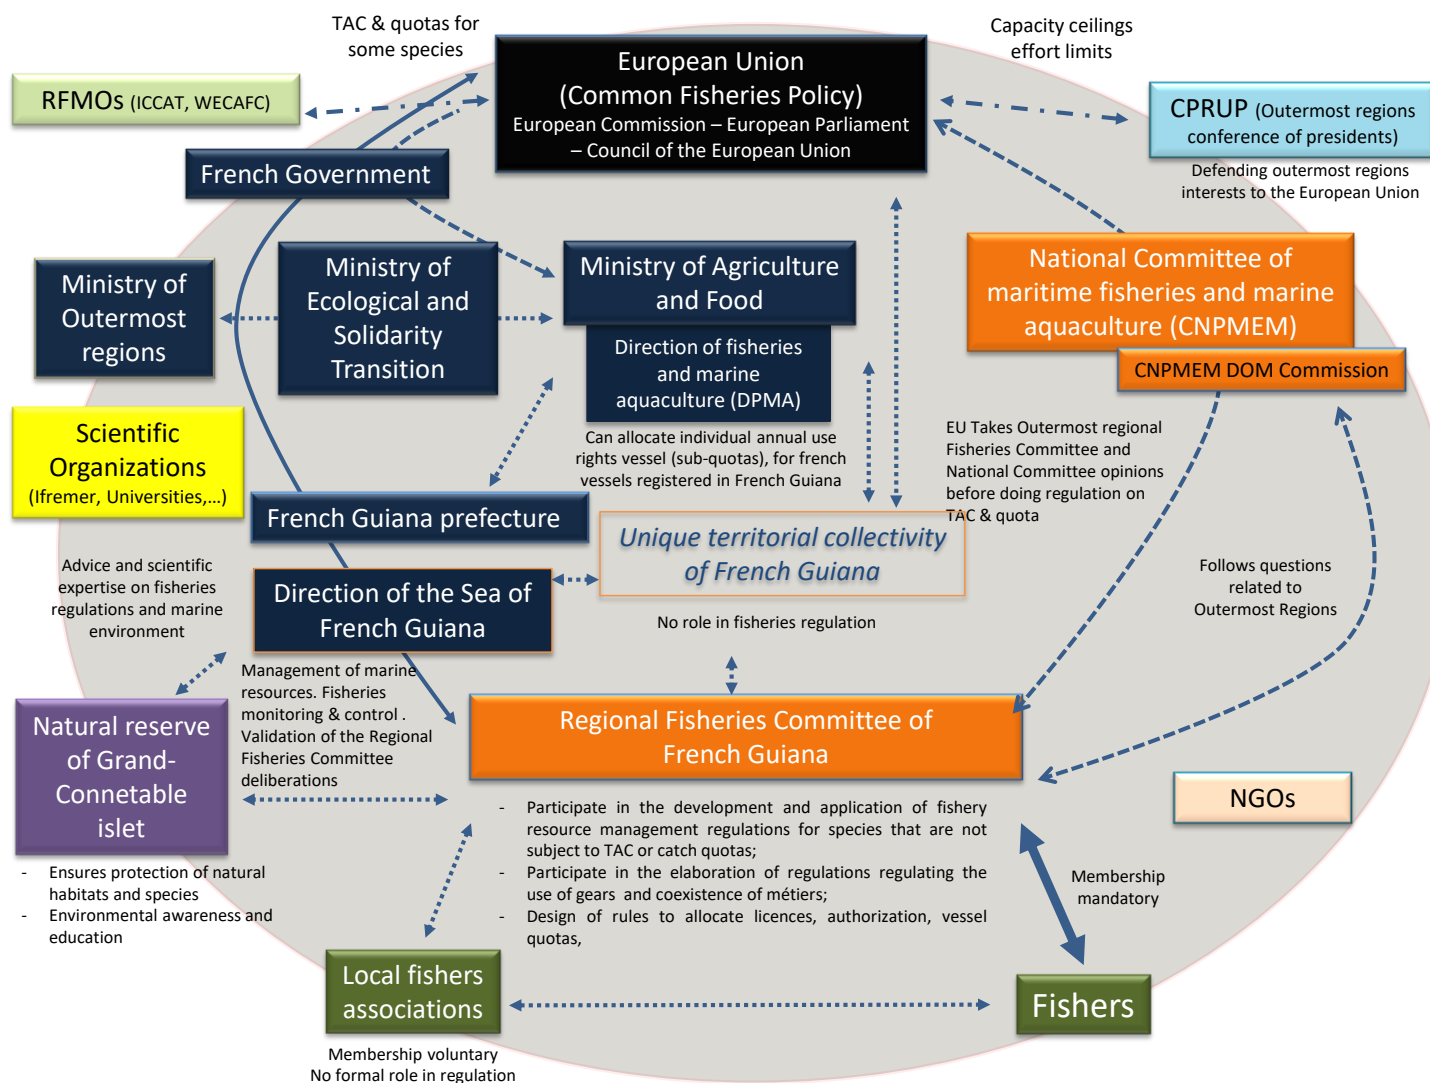 TAC & quotas for
some species
Capacity ceilings
effort limits
European Union
(Common Fisheries Policy)
European Commission – European Parliament
– Council of the European Union
RFMOs (ICCAT, WECAFC)
CPRUP (Outermost regions
conference of presidents)
Defending outermost regions
interests to the European Union
French Government
Ministry of
Outermost
regions
Ministry of
Ecological and
Solidarity
Transition
Ministry of Agriculture
and Food
Direction of fisheries
and marine
aquaculture (DPMA)
Can allocate individual annual use
rights vessel (sub-quotas), for french
vessels registered in French Guiana
National Committee of
maritime fisheries and marine
aquaculture (CNPMEM)
CNPMEM DOM Commission
EU Takes Outermost regional
Fisheries Committee and
National Committee opinions
before doing regulation on
TAC & quota
Scientific
Organizations
(Ifremer, Universities,...)
Advice and scientific
expertise on fisheries
regulations and marine
environment
French Guiana prefecture
Direction of the Sea of
French Guiana
Unique territorial collectivity
of French Guiana
No role in fisheries regulation
Follows questions
related to
Outermost Regions
Management of marine
resources. Fisheries
monitoring & control .
Validation of the Regional
Fisheries Committee
deliberations
Natural reserve
of Grand-
Connetable
islet
- Ensures protection of natural
habitats and species
- Environmental awareness and
education
Regional Fisheries Committee of
French Guiana
- Participate in the development and application of fishery
resource management regulations for species that are not
subject to TAC or catch quotas;
- Participate in the elaboration of regulations regulating the
use of gears and coexistence of métiers;
- Design of rules to allocate licences, authorization, vessel
quotas,
NGOs
Membership
mandatory
Local fishers
associations
Membership voluntary
No formal role in regulation
Fishers